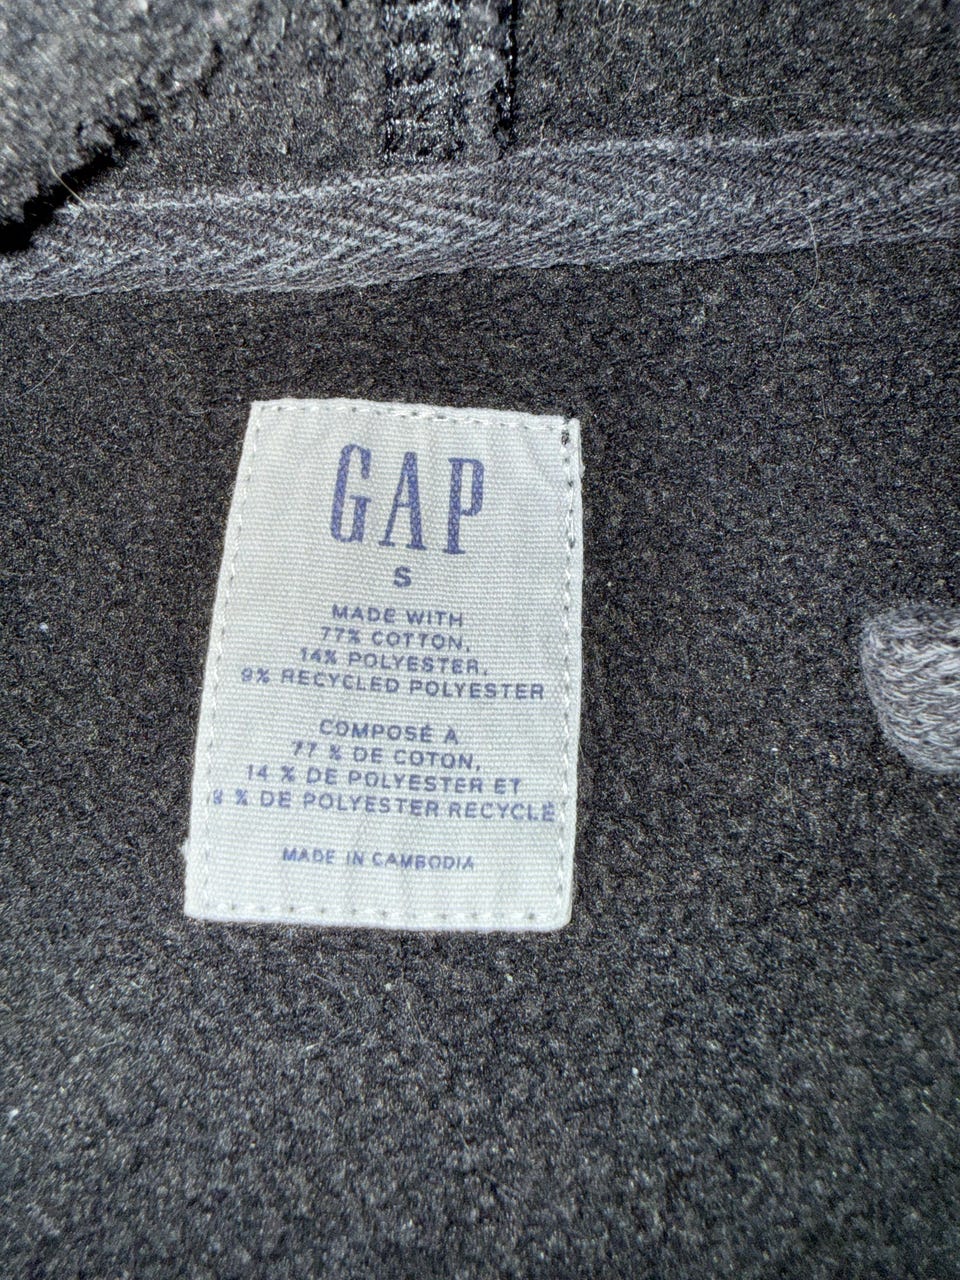 GAP
S
MADE WITH
77% COTTON,
14% POLYESTER,
9% RECYCLED POLYESTER
COMPOSÉ À
77 % DE COTON,
14 % DE POLYESTER ET
9 % DE POLYESTER RECYCLÉ
MADE IN CAMBODIA